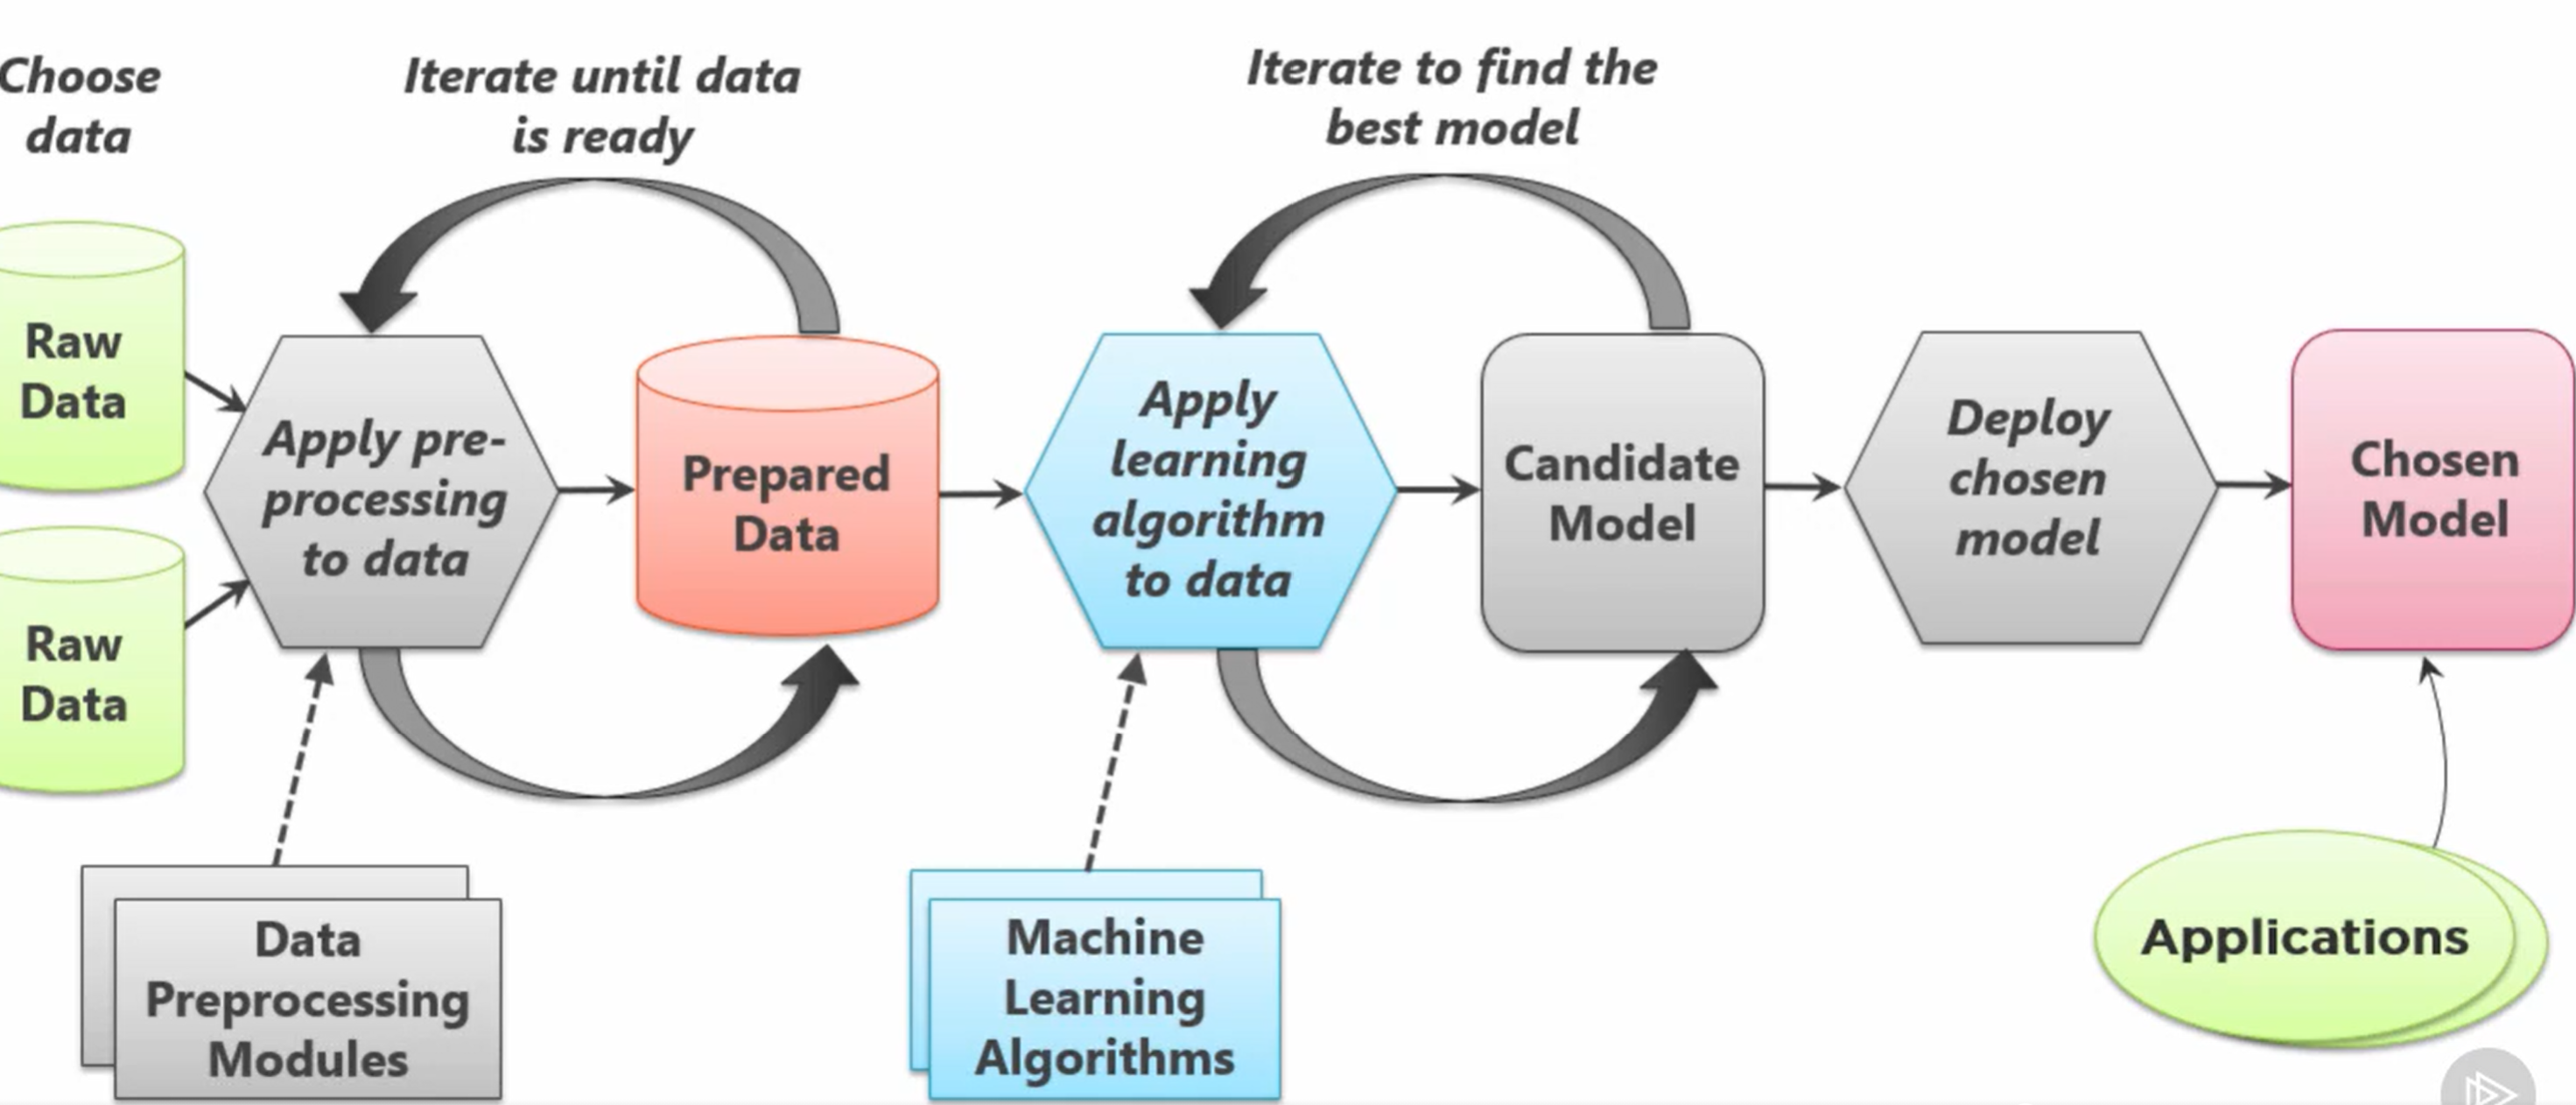 Choose
data
Iterate until data
is ready
Iterate to find the
best model
Raw
Data
Raw
Data
Apply pre-
processing
to data
Prepared
Data
Apply
learning
algorithm
to data
Candidate
Model
Deploy
chosen
model
Chosen
Model
Data
Preprocessing
Modules
Machine
Learning
Algorithms
Applications